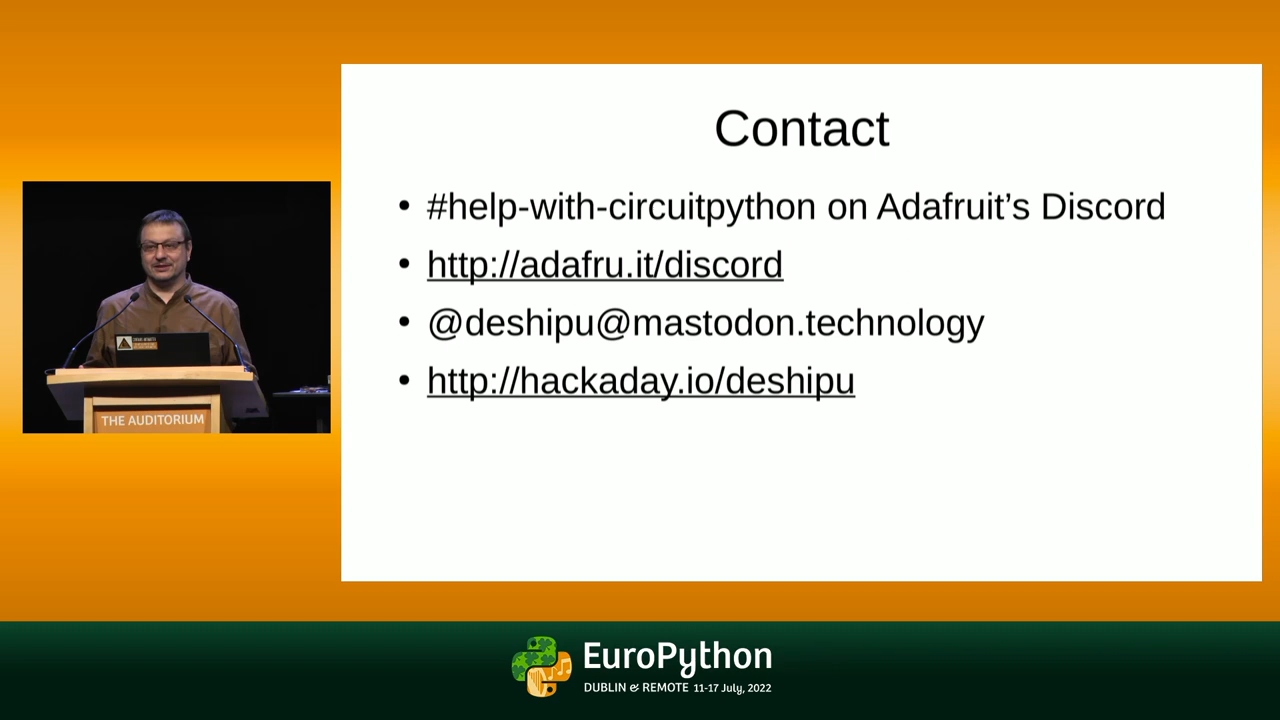 Contact
#help-with-circuitpython on Adafruit’s Discord
http://adafru.it/discord
@deshipu@mastodon.technology
http://hackaday.io/deshipu
THE AUDITORIUM
EuroPython
DUBLIN & REMOTE 11-17 July, 2022